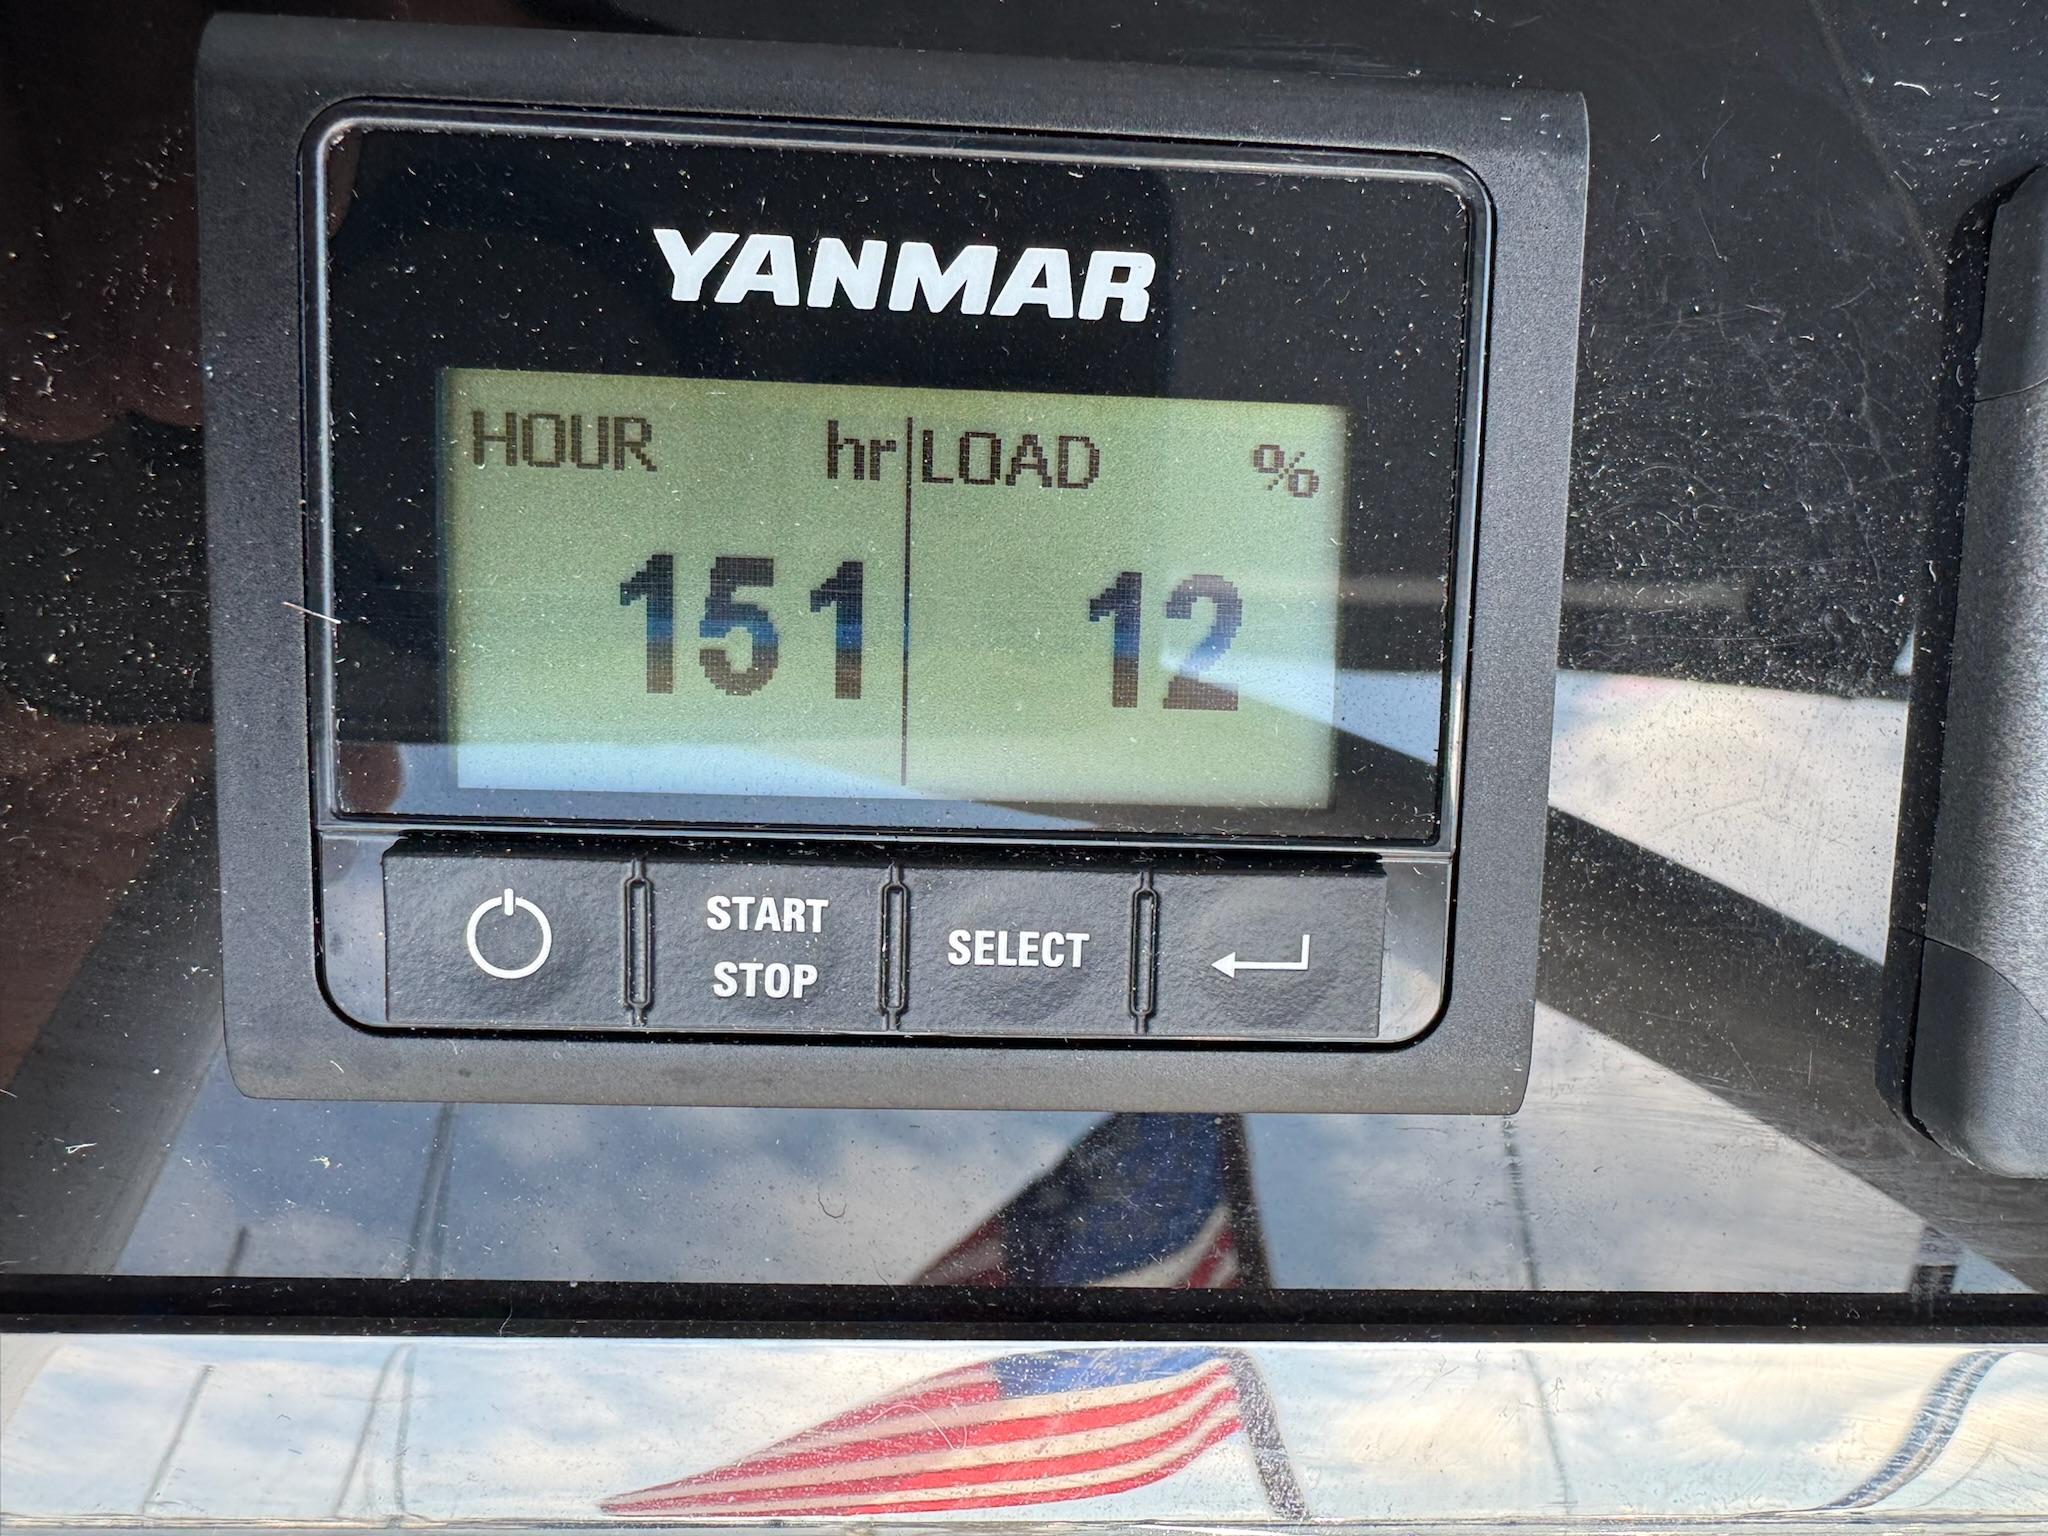 YANMAR
HOUR hr LOAD %
151 12
START
STOP
SELECT